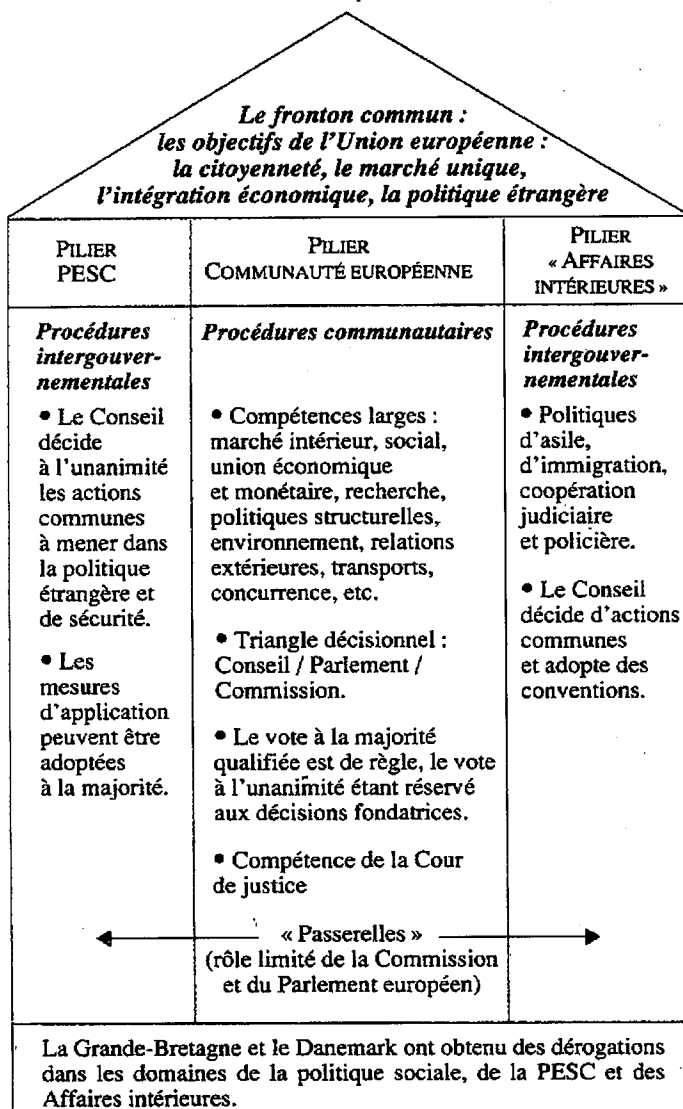 Le fronton commun :
les objectifs de l'Union européenne :
la citoyenneté, le marché unique,
l'intégration économique, la politique étrangère
PILIER
PESC
Procédures
intergouver-
nementales
• Le Conseil
décide
à l'unanimité
les actions
communes
à mener dans
la politique
étrangère et
de sécurité.
• Les
mesures
d'application
peuvent être
adoptées
à la majorité.
PILIER
COMMUNAUTÉ EUROPÉENNE
Procédures communautaires
• Compétences larges :
marché intérieur, social,
union économique
et monétaire, recherche,
politiques structurelles,
environnement, relations
extérieures, transports,
concurrence, etc.
• Triangle décisionnel :
Conseil / Parlement /
Commission.
• Le vote à la majorité
qualifiée est de règle, le vote
à l'unanimité étant réservé
aux décisions fondatrices.
• Compétence de la Cour
de justice
« Passerelles »
(rôle limité de la Commission
et du Parlement européen)
PILIER
« AFFAIRES
INTÉRIEURES »
Procédures
intergouver-
nementales
• Politiques
d'asile,
d'immigration,
coopération
judiciaire
et policière.
• Le Conseil
décide d'actions
communes
et adopte des
conventions.
La Grande-Bretagne et le Danemark ont obtenu des dérogations
dans les domaines de la politique sociale, de la PESC et des
Affaires intérieures.